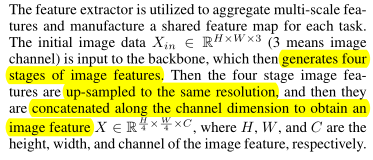 The feature extractor is utilized to aggregate multi-scale fea-
tures and manufacture a shared feature map for each task.
The initial image data X_in ∈ ℝ^{H×W×3} (3 means image
channel) is input to the backbone, which then generates four
stages of image features. Then the four stage image fea-
tures are up-sampled to the same resolution, and then they
are concatenated along the channel dimension to obtain an
image feature X ∈ ℝ^{H/4 × W/4 × C}, where H, W, and C are the
height, width, and channel of the image feature, respectively.